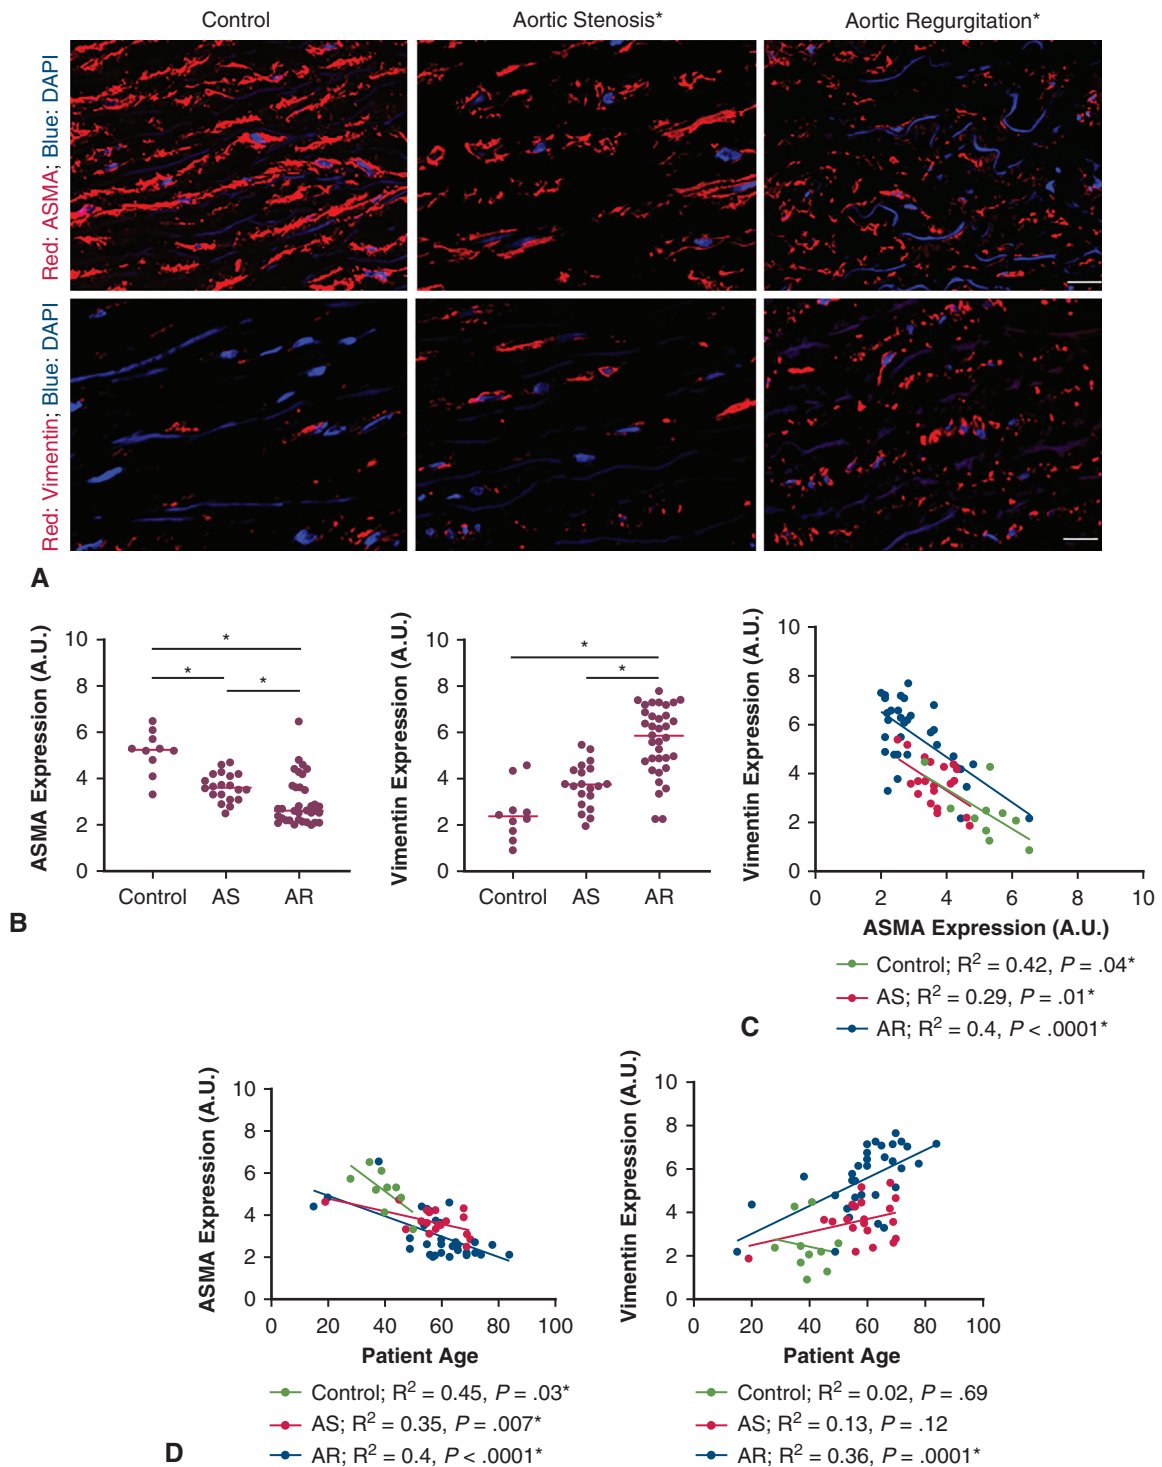 Control
Aortic Stenosis*
Aortic Regurgitation*
Red: ASMA; Blue: DAPI
Red: Vimentin; Blue: DAPI
A
ASMA Expression (A.U.)
10
8
6
4
2
0
Control
AS
AR
*
*
*
Vimentin Expression (A.U.)
10
8
6
4
2
0
Control
AS
AR
*
*
B
Vimentin Expression (A.U.)
10
8
6
4
2
0
0
2
4
6
8
10
ASMA Expression (A.U.)
Control; R² = 0.42, P = .04*
AS; R² = 0.29, P = .01*
AR; R² = 0.4, P < .0001*
C
ASMA Expression (A.U.)
10
8
6
4
2
0
0
20
40
60
80
100
Patient Age
Control; R² = 0.45, P = .03*
AS; R² = 0.35, P = .007*
AR; R² = 0.4, P < .0001*
Vimentin Expression (A.U.)
10
8
6
4
2
0
0
20
40
60
80
100
Patient Age
Control; R² = 0.02, P = .69
AS; R² = 0.13, P = .12
AR; R² = 0.36, P = .0001*
D